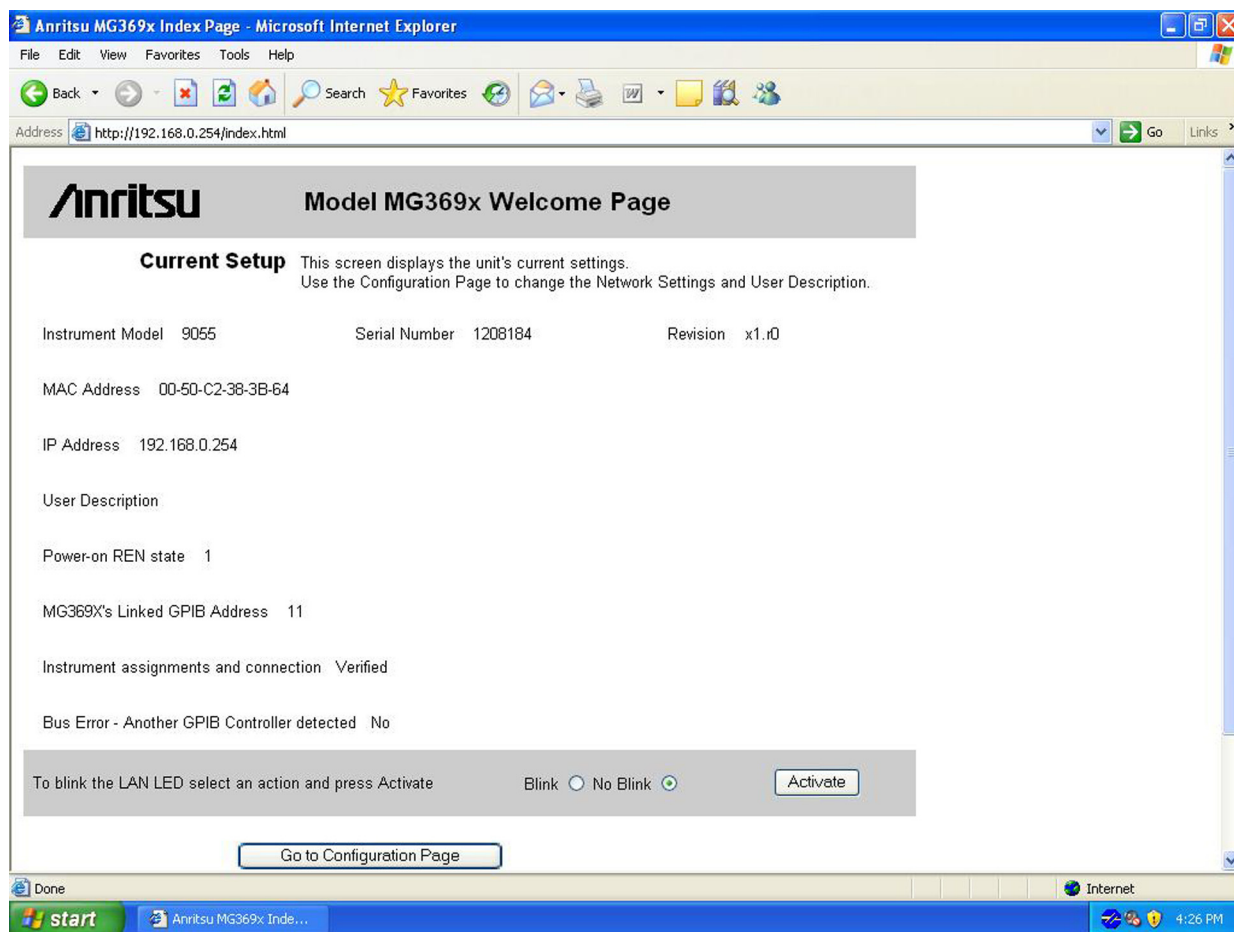 Anritsu MG369x Index Page - Microsoft Internet Explorer
File Edit View Favorites Tools Help
Back Search Favorites
Address http://192.168.0.254/index.html Go Links »
Anritsu Model MG369x Welcome Page
Current Setup This screen displays the unit's current settings.
Use the Configuration Page to change the Network Settings and User Description.
Instrument Model 9055 Serial Number 1208184 Revision x1.r0
MAC Address 00-50-C2-38-3B-64
IP Address 192.168.0.254
User Description
Power-on REN state 1
MG369X's Linked GPIB Address 11
Instrument assignments and connection Verified
Bus Error - Another GPIB Controller detected No
To blink the LAN LED select an action and press Activate Blink No Blink Activate
Go to Configuration Page
Done Internet
start Anritsu MG369x Inde... 4:26 PM